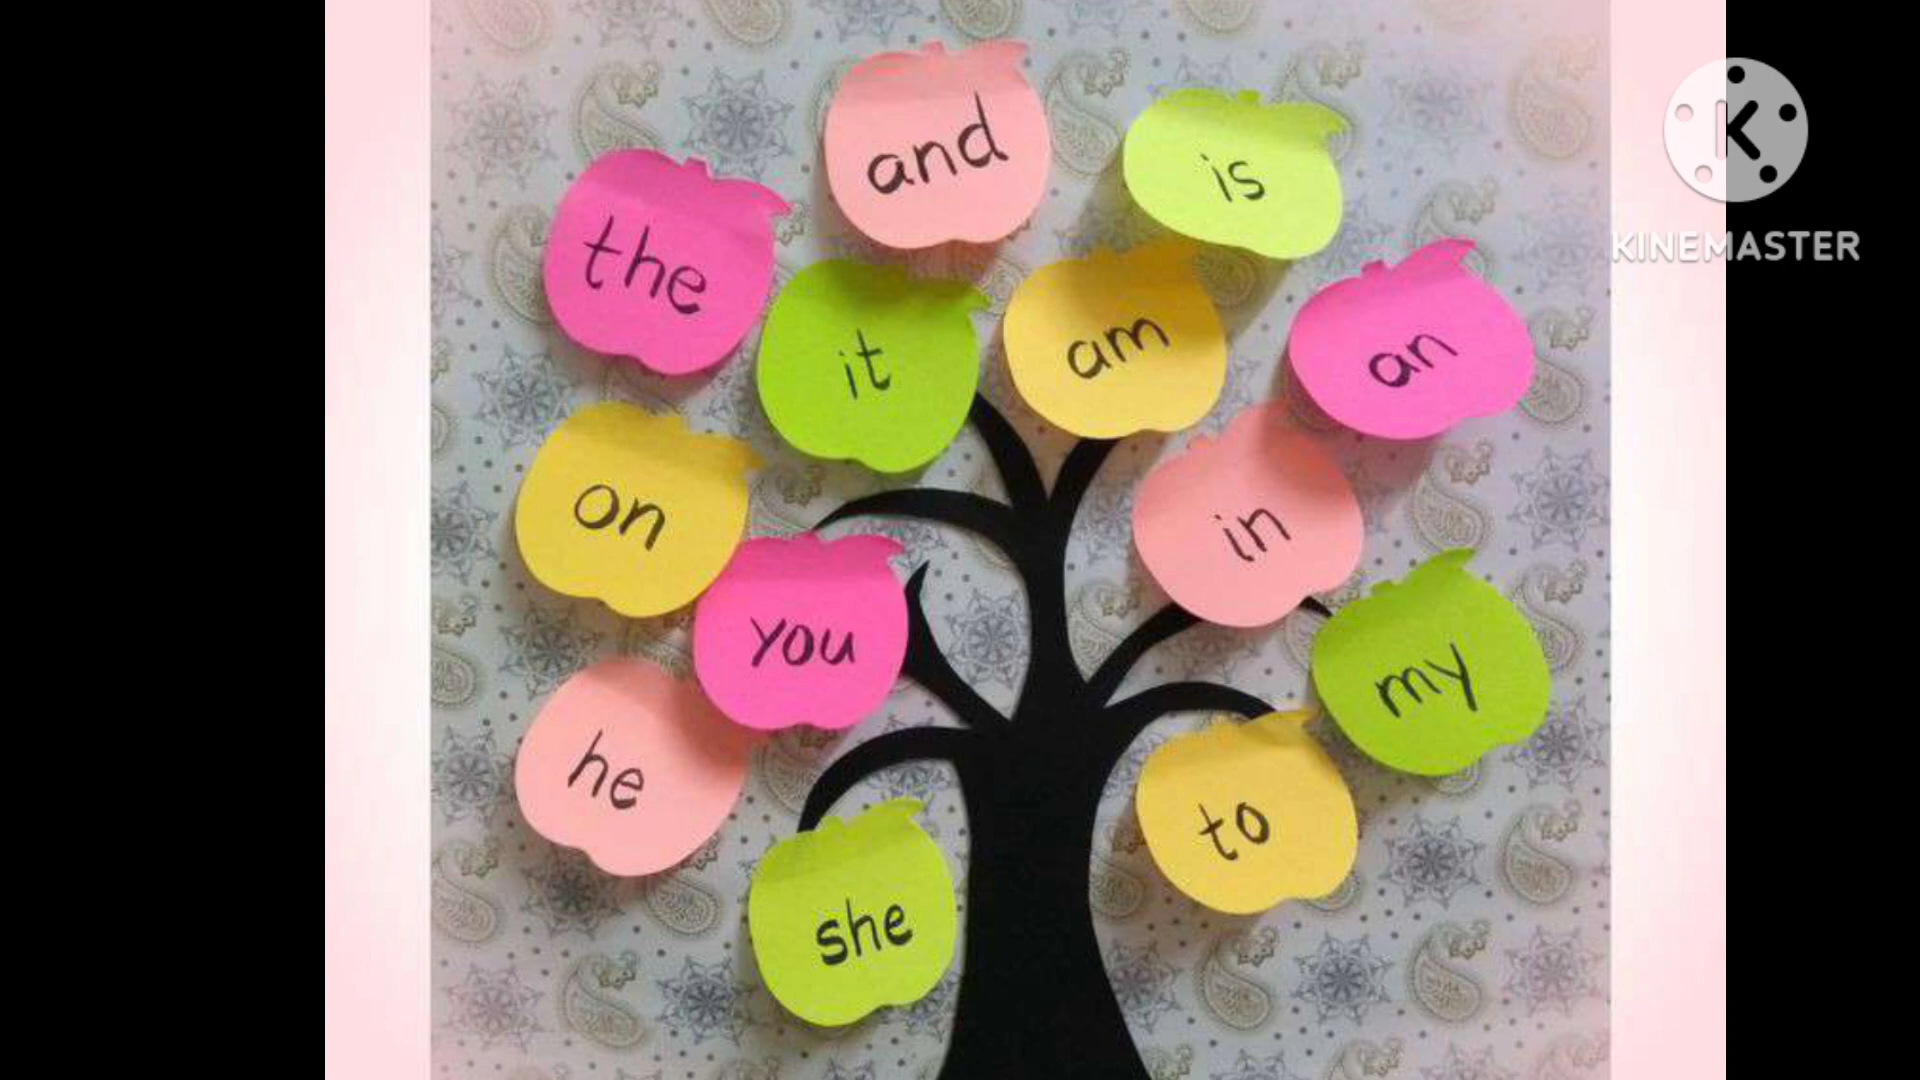 and
is
the
it
am
an
on
in
you
my
he
to
she
K
KINEMASTER